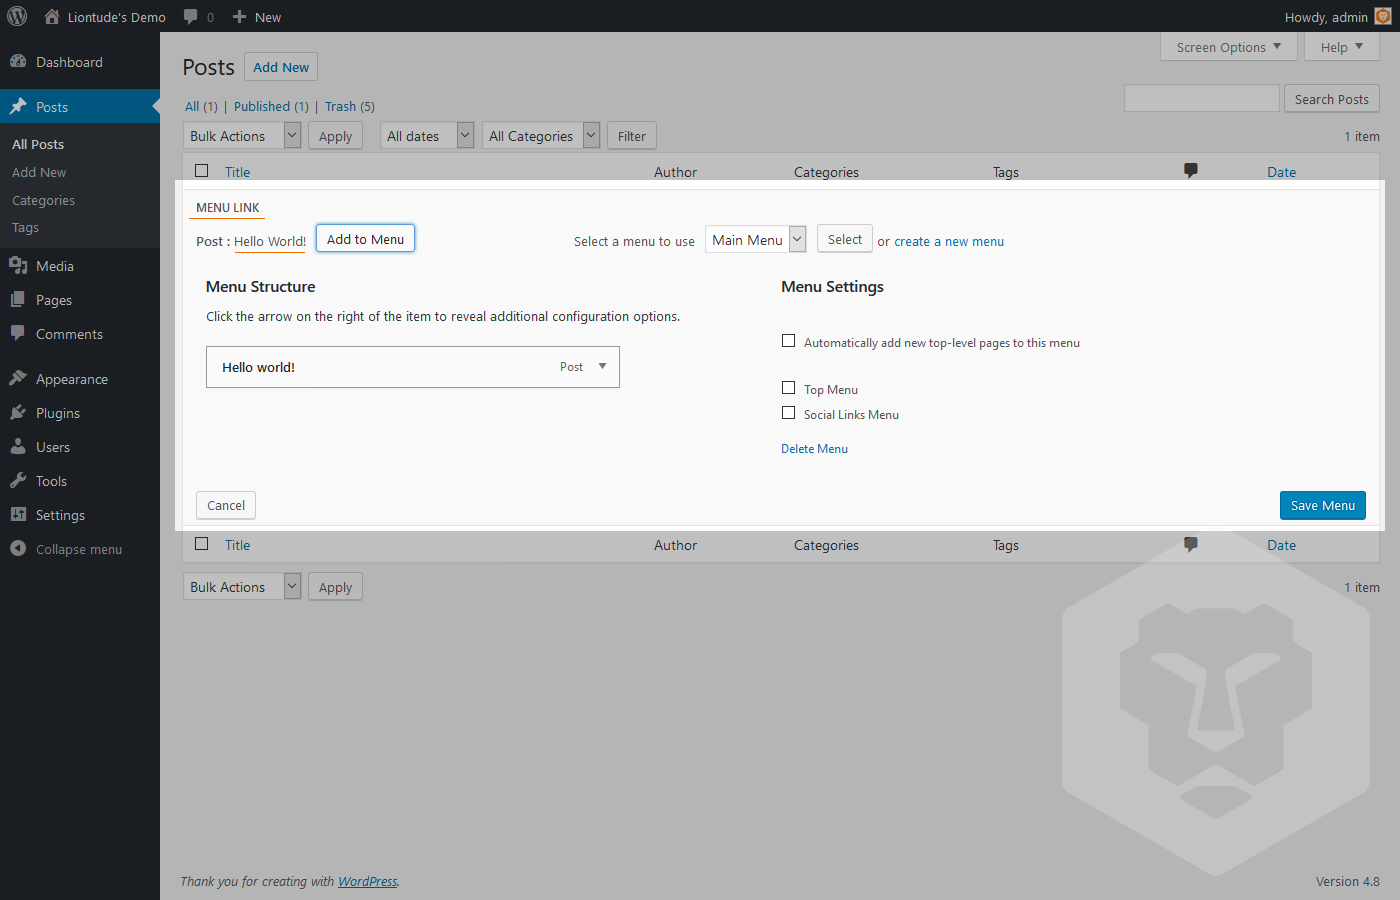 Liontude's Demo 0 New Howdy, admin
Dashboard
Posts
All Posts
Add New
Categories
Tags
Media
Pages
Comments
Appearance
Plugins
Users
Tools
Settings
Collapse menu
Screen Options Help
Posts Add New
All (1) | Published (1) | Trash (5)
Search Posts
Bulk Actions Apply All dates All Categories Filter 1 item
Title Author Categories Tags Date
MENU LINK
Post : Hello World! Add to Menu Select a menu to use Main Menu Select or create a new menu
Menu Structure Menu Settings
Click the arrow on the right of the item to reveal additional configuration options.
Automatically add new top-level pages to this menu
Hello world! Post
Top Menu
Social Links Menu
Delete Menu
Cancel Save Menu
Title Author Categories Tags Date
Bulk Actions Apply 1 item
Thank you for creating with WordPress. Version 4.8